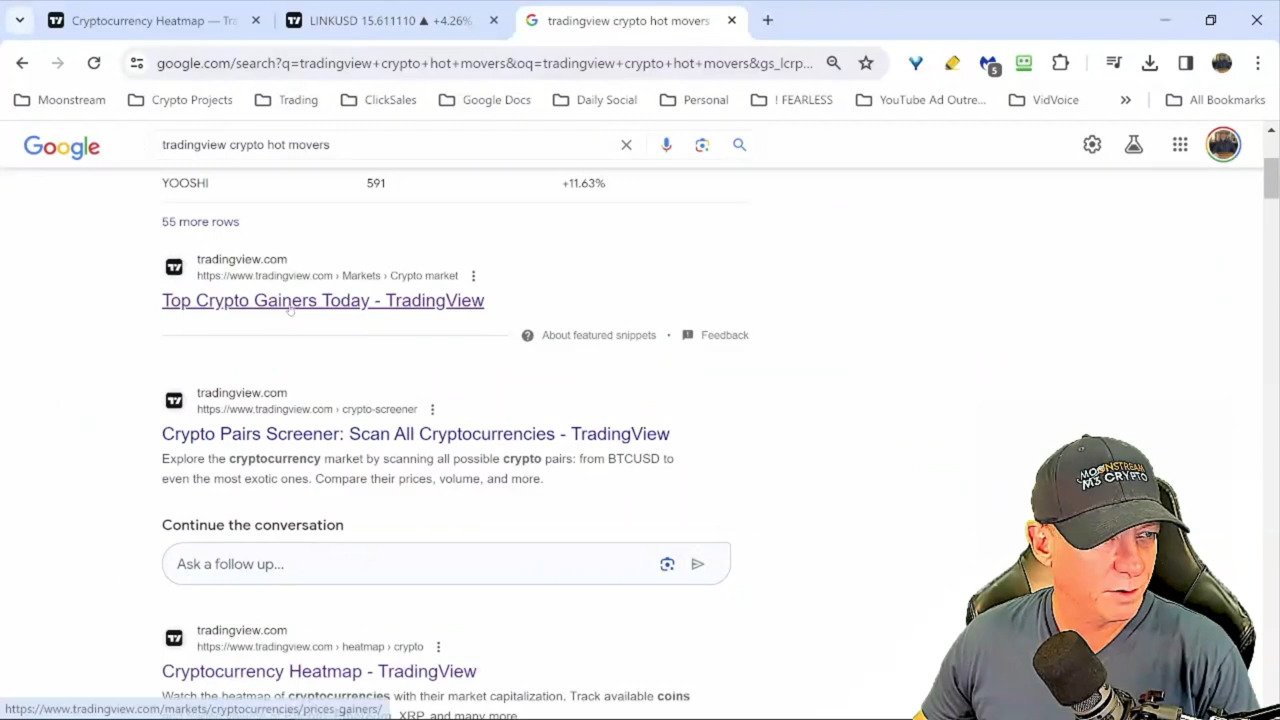 Cryptocurrency Heatmap — Tra
LINKUSD 15.611110 ▲ +4.26%
tradingview crypto hot movers
google.com/search?q=tradingview+crypto+hot+movers&oq=tradingview+crypto+hot+movers&gs_lcrp...
5
Moonstream
Crypto Projects
Trading
ClickSales
Google Docs
Daily Social
Personal
! FEARLESS
YouTube Ad Outre...
VidVoice
»
All Bookmarks
Google
tradingview crypto hot movers
YOOSHI 591 +11.63%
55 more rows
tradingview.com
https://www.tradingview.com › Markets › Crypto market
Top Crypto Gainers Today - TradingView
About featured snippets • Feedback
tradingview.com
https://www.tradingview.com › crypto-screener
Crypto Pairs Screener: Scan All Cryptocurrencies - TradingView
Explore the cryptocurrency market by scanning all possible crypto pairs: from BTCUSD to
even the most exotic ones. Compare their prices, volume, and more.
Continue the conversation
Ask a follow up...
tradingview.com
https://www.tradingview.com › heatmap › crypto
Cryptocurrency Heatmap - TradingView
Watch the heatmap of cryptocurrencies with their market capitalization. Track available coins
XRP, and many more.
https://www.tradingview.com/markets/cryptocurrencies/prices-gainers/
MOONSTREAM
M3 CRYPTO